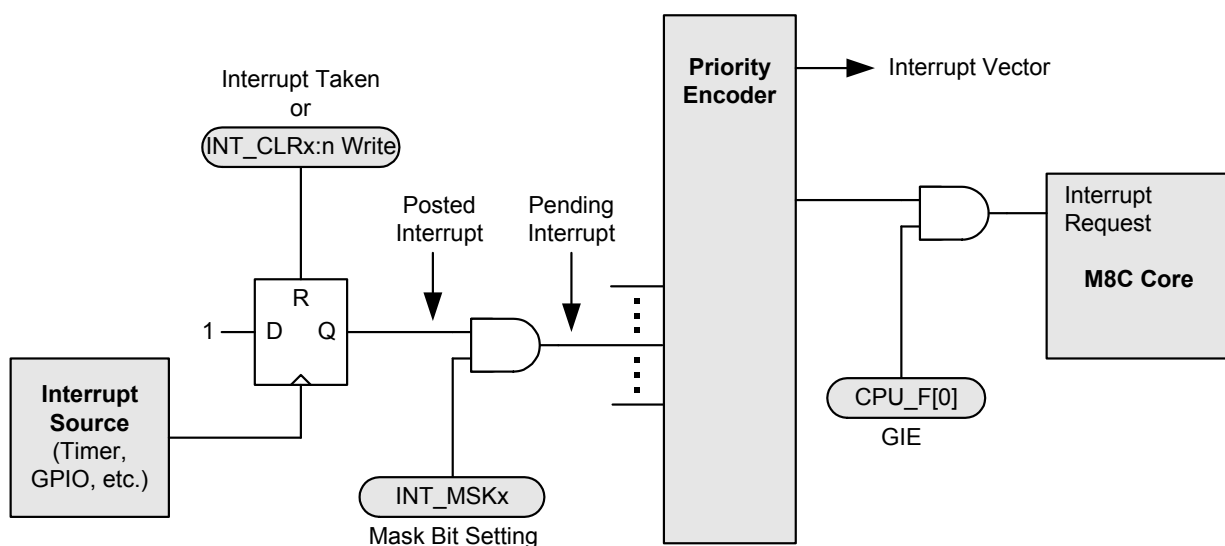 Interrupt Taken
or
INT_CLRx:n Write
Priority
Encoder
Interrupt Vector
Posted
Interrupt
Pending
Interrupt
Interrupt
Request
M8C Core
R
1
D
Q
Interrupt
Source
(Timer,
GPIO, etc.)
CPU_F[0]
GIE
INT_MSKx
Mask Bit Setting